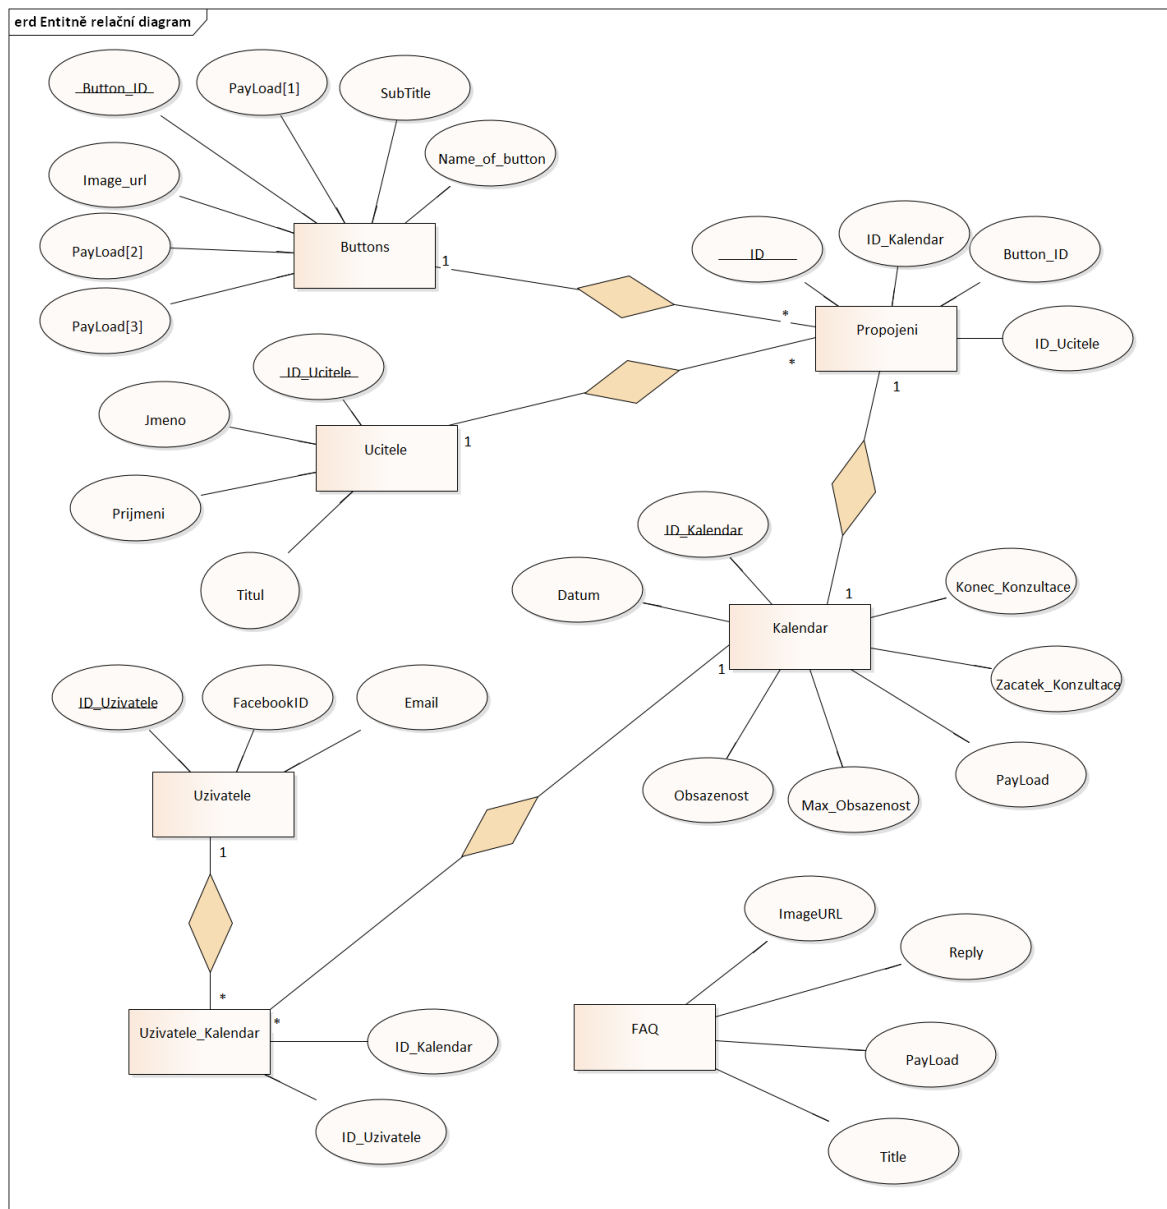 erd Entitně relační diagram
Button_ID
PayLoad[1]
SubTitle
Name_of_button
Image_url
PayLoad[2]
PayLoad[3]
Buttons
1
*
ID
ID_Kalendar
Button_ID
ID_Ucitele
Propojeni
*
1
ID_Ucitele
Jmeno
Prijmeni
Titul
Ucitele
1
ID_Kalendar
Datum
Konec_Konzultace
Zacatek_Konzultace
PayLoad
Max_Obsazenost
Obsazenost
Kalendar
1
1
ID_Uzivatele
FacebookID
Email
Uzivatele
1
*
*
Uzivatele_Kalendar
ID_Kalendar
ID_Uzivatele
ImageURL
Reply
FAQ
PayLoad
Title